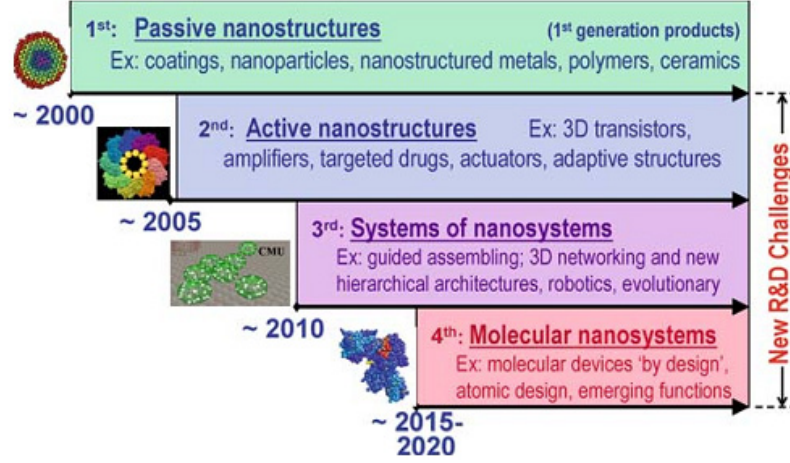 1st: Passive nanostructures (1st generation products)
Ex: coatings, nanoparticles, nanostructured metals, polymers, ceramics
~ 2000
2nd: Active nanostructures Ex: 3D transistors,
amplifiers, targeted drugs, actuators, adaptive structures
~ 2005
CMU
3rd: Systems of nanosystems
Ex: guided assembling; 3D networking and new
hierarchical architectures, robotics, evolutionary
~ 2010
4th: Molecular nanosystems
Ex: molecular devices ‘by design’,
atomic design, emerging functions
~ 2015-
2020
New R&D Challenges